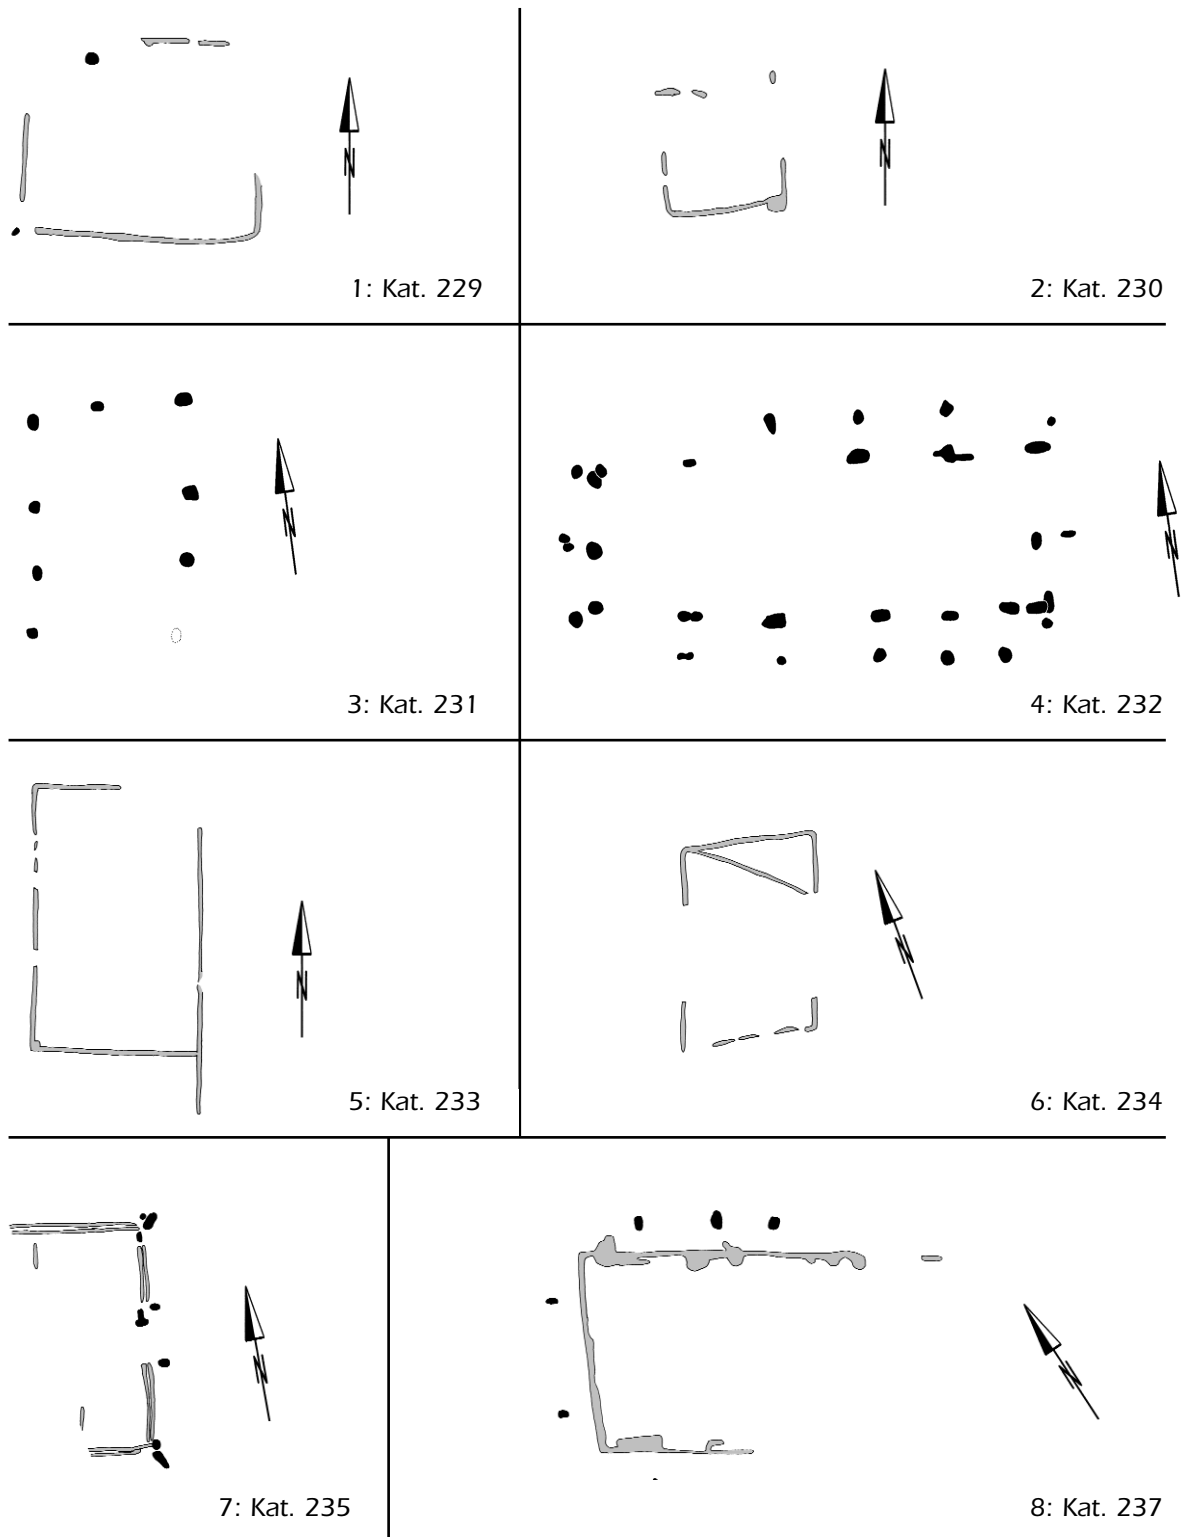 N
N
1: Kat. 229
2: Kat. 230
N
N
3: Kat. 231
4: Kat. 232
N
N
5: Kat. 233
6: Kat. 234
N
N
7: Kat. 235
8: Kat. 237